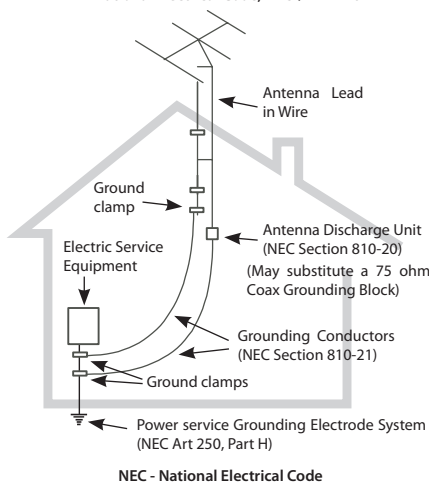 Antenna Lead
in Wire
Ground
clamp
Antenna Discharge Unit
(NEC Section 810-20)
(May substitute a 75 ohm
Coax Grounding Block)
Electric Service
Equipment
Grounding Conductors
(NEC Section 810-21)
Ground clamps
Power service Grounding Electrode System
(NEC Art 250, Part H)
NEC - National Electrical Code